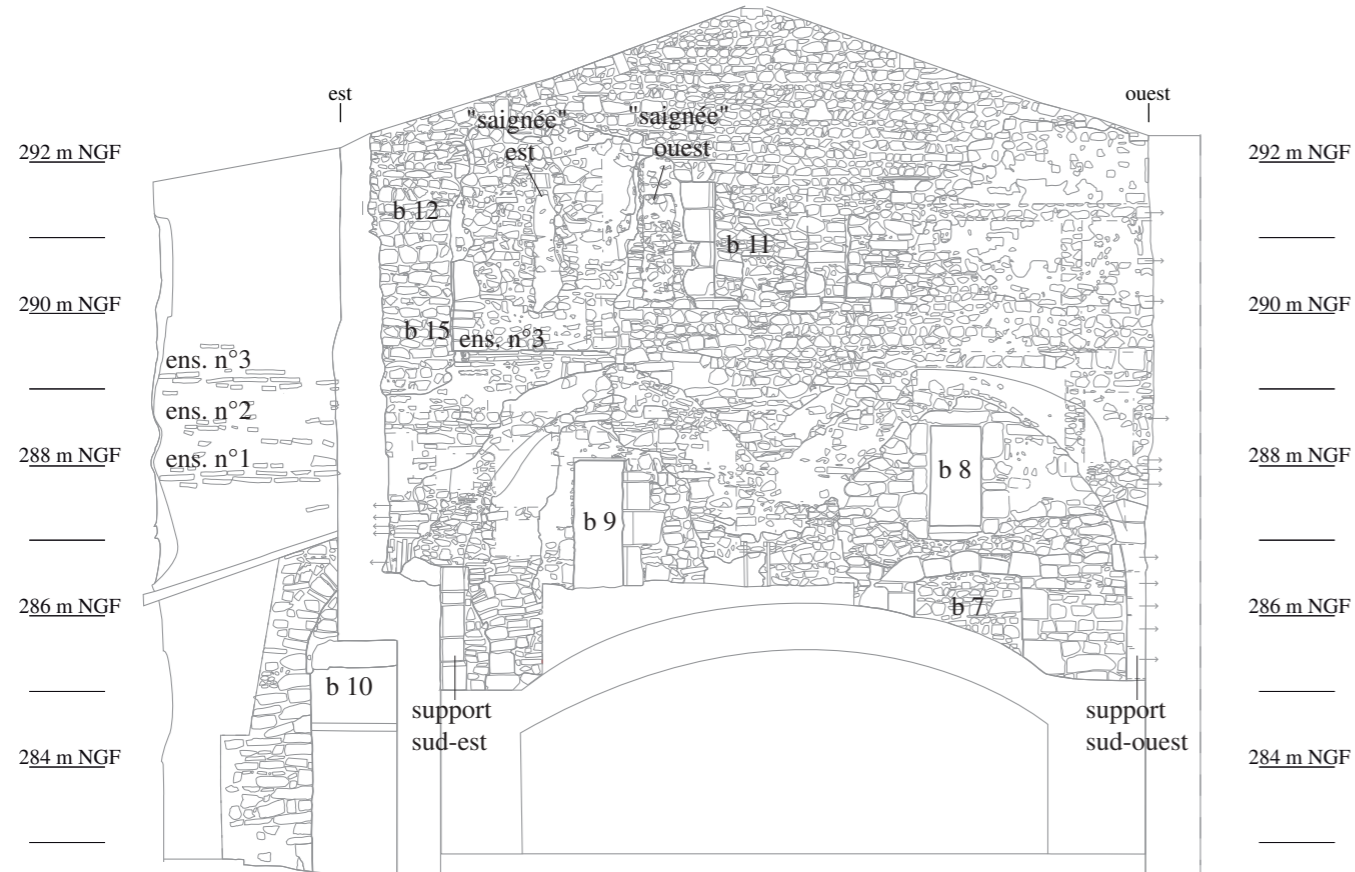 est
ouest
"saignée"
est
"saignée"
ouest
292 m NGF
292 m NGF
b 12
b 11
290 m NGF
290 m NGF
b 15
ens. n°3
ens. n°3
ens. n°2
ens. n°1
288 m NGF
288 m NGF
b 8
b 9
286 m NGF
286 m NGF
b 7
b 10
support
sud-est
support
sud-ouest
284 m NGF
284 m NGF